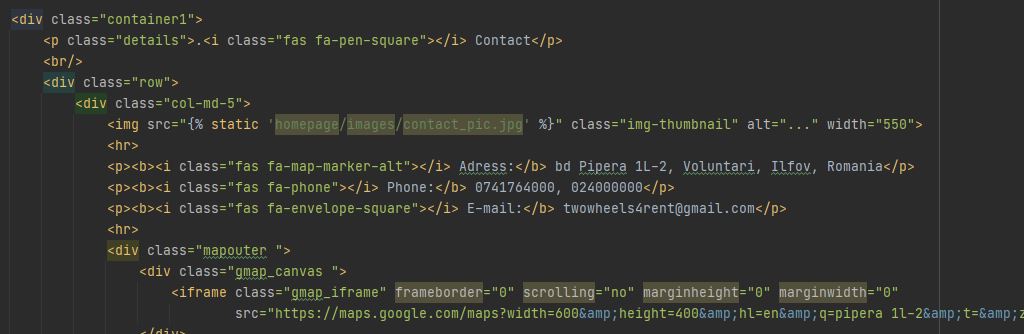 <div class="container1">
<p class="details">.<i class="fas fa-pen-square"></i> Contact</p>
<br/>
<div class="row">
<div class="col-md-5">
<img src="{% static 'homepage/images/contact_pic.jpg' %}" class="img-thumbnail" alt="..." width="550">
<hr>
<p><b><i class="fas fa-map-marker-alt"></i> Adress:</b> bd Pipera 1L-2, Voluntari, Ilfov, Romania</p>
<p><b><i class="fas fa-phone"></i> Phone:</b> 0741764000, 024000000</p>
<p><b><i class="fas fa-envelope-square"></i> E-mail:</b> twowheels4rent@gmail.com</p>
<hr>
<div class="mapouter ">
<div class="gmap_canvas ">
<iframe class="gmap_iframe" frameborder="0" scrolling="no" marginheight="0" marginwidth="0"
src="https://maps.google.com/maps?width=600&amp;height=400&amp;hl=en&amp;q=pipera 1l-2&amp;t=&amp;z
</div>